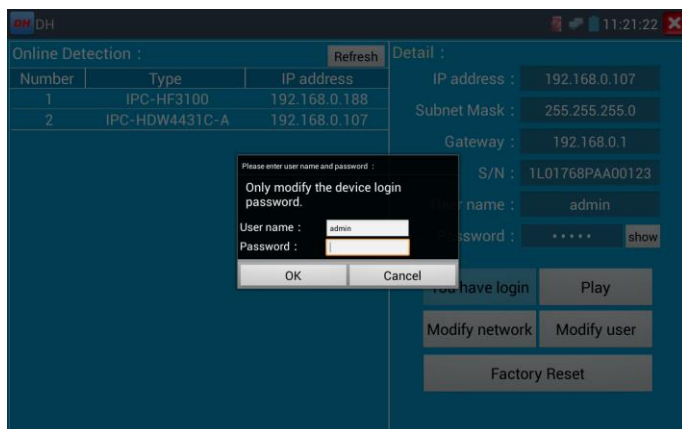 DH DH 11:21:22
Online Detection : Refresh
Number Type IP address
1 IPC-HF3100 192.168.0.188
2 IPC-HDW4431C-A 192.168.0.107
Please enter user name and password :
Only modify the device login
password.
User name : admin
Password :
OK Cancel
Detail :
IP address : 192.168.0.107
Subnet Mask : 255.255.255.0
Gateway : 192.168.0.1
S/N : 1L01768PAA00123
name : admin
ssword : ····· show
have login Play
Modify network Modify user
Factory Reset